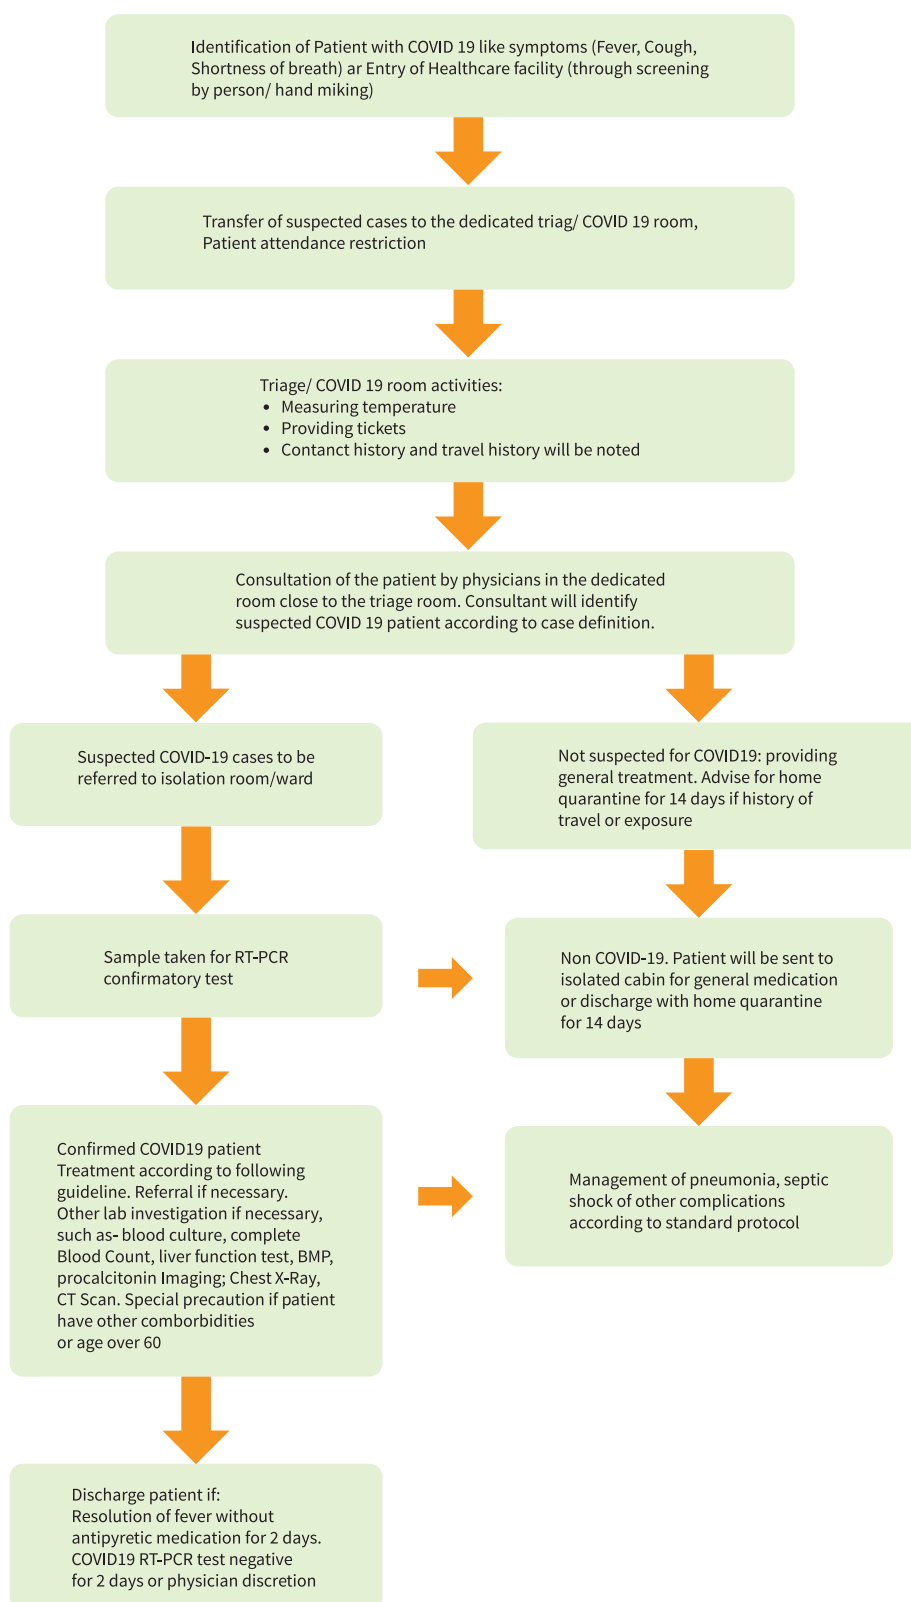 Identification of Patient with COVID 19 like symptoms (Fever, Cough,
Shortness of breath) ar Entry of Healthcare facility (through screening
by person/ hand miking)
Transfer of suspected cases to the dedicated triag/ COVID 19 room,
Patient attendance restriction
Triage/ COVID 19 room activities:
• Measuring temperature
• Providing tickets
• Contanct history and travel history will be noted
Consultation of the patient by physicians in the dedicated
room close to the triage room. Consultant will identify
suspected COVID 19 patient according to case definition.
Suspected COVID-19 cases to be
referred to isolation room/ward
Not suspected for COVID19: providing
general treatment. Advise for home
quarantine for 14 days if history of
travel or exposure
Sample taken for RT-PCR
confirmatory test
Non COVID-19. Patient will be sent to
isolated cabin for general medication
or discharge with home quarantine
for 14 days
Confirmed COVID19 patient
Treatment according to following
guideline. Referral if necessary.
Other lab investigation if necessary,
such as- blood culture, complete
Blood Count, liver function test, BMP,
procalcitonin Imaging; Chest X-Ray,
CT Scan. Special precaution if patient
have other comborbidities
or age over 60
Management of pneumonia, septic
shock of other complications
according to standard protocol
Discharge patient if:
Resolution of fever without
antipyretic medication for 2 days.
COVID19 RT-PCR test negative
for 2 days or physician discretion